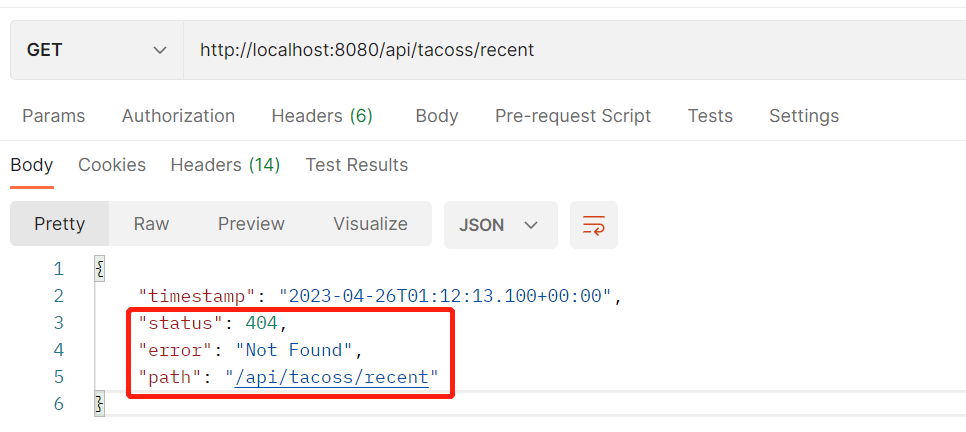 GET http://localhost:8080/api/tacoss/recent
Params Authorization Headers (6) Body Pre-request Script Tests Settings
Body Cookies Headers (14) Test Results
Pretty Raw Preview Visualize JSON
1 {
2 "timestamp": "2023-04-26T01:12:13.100+00:00",
3 "status": 404,
4 "error": "Not Found",
5 "path": "/api/tacoss/recent"
6 }